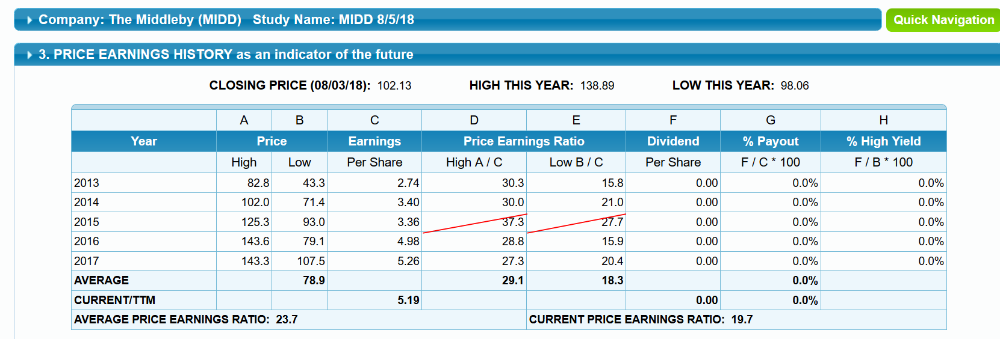 Company: The Middleby (MIDD) Study Name: MIDD 8/5/18 Quick Navigation
3. PRICE EARNINGS HISTORY as an indicator of the future
CLOSING PRICE (08/03/18): 102.13 HIGH THIS YEAR: 138.89 LOW THIS YEAR: 98.06
A B C D E F G H
Year Price Earnings Price Earnings Ratio Dividend % Payout % High Yield
High Low Per Share High A / C Low B / C Per Share F / C * 100 F / B * 100
2013 82.8 43.3 2.74 30.3 15.8 0.00 0.0% 0.0%
2014 102.0 71.4 3.40 30.0 21.0 0.00 0.0% 0.0%
2015 125.3 93.0 3.36 37.3 27.7 0.00 0.0% 0.0%
2016 143.6 79.1 4.98 28.8 15.9 0.00 0.0% 0.0%
2017 143.3 107.5 5.26 27.3 20.4 0.00 0.0% 0.0%
AVERAGE 78.9 29.1 18.3 0.0%
CURRENT/TTM 5.19 0.00 0.0%
AVERAGE PRICE EARNINGS RATIO: 23.7 CURRENT PRICE EARNINGS RATIO: 19.7